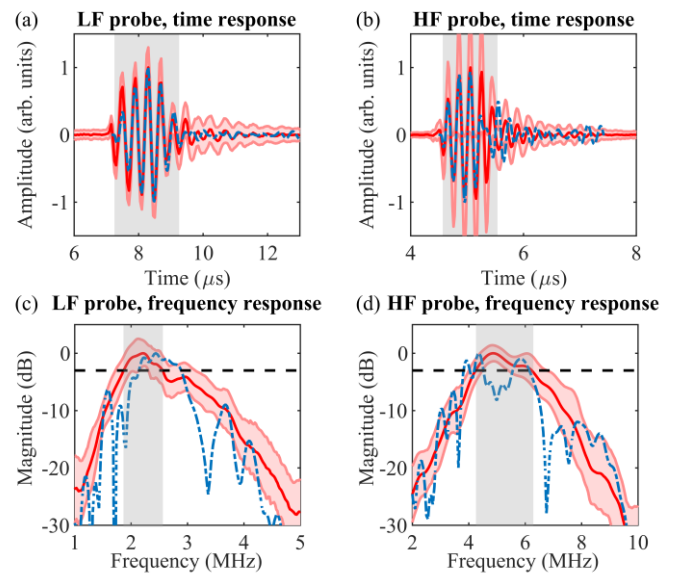 (a) LF probe, time response
Amplitude (arb. units)
1
0
-1
6 8 10 12
Time (μs)
(b) HF probe, time response
Amplitude (arb. units)
1
0
-1
4 6 8
Time (μs)
(c) LF probe, frequency response
Magnitude (dB)
0
-10
-20
-30
1 2 3 4 5
Frequency (MHz)
(d) HF probe, frequency response
Magnitude (dB)
0
-10
-20
-30
2 4 6 8 10
Frequency (MHz)